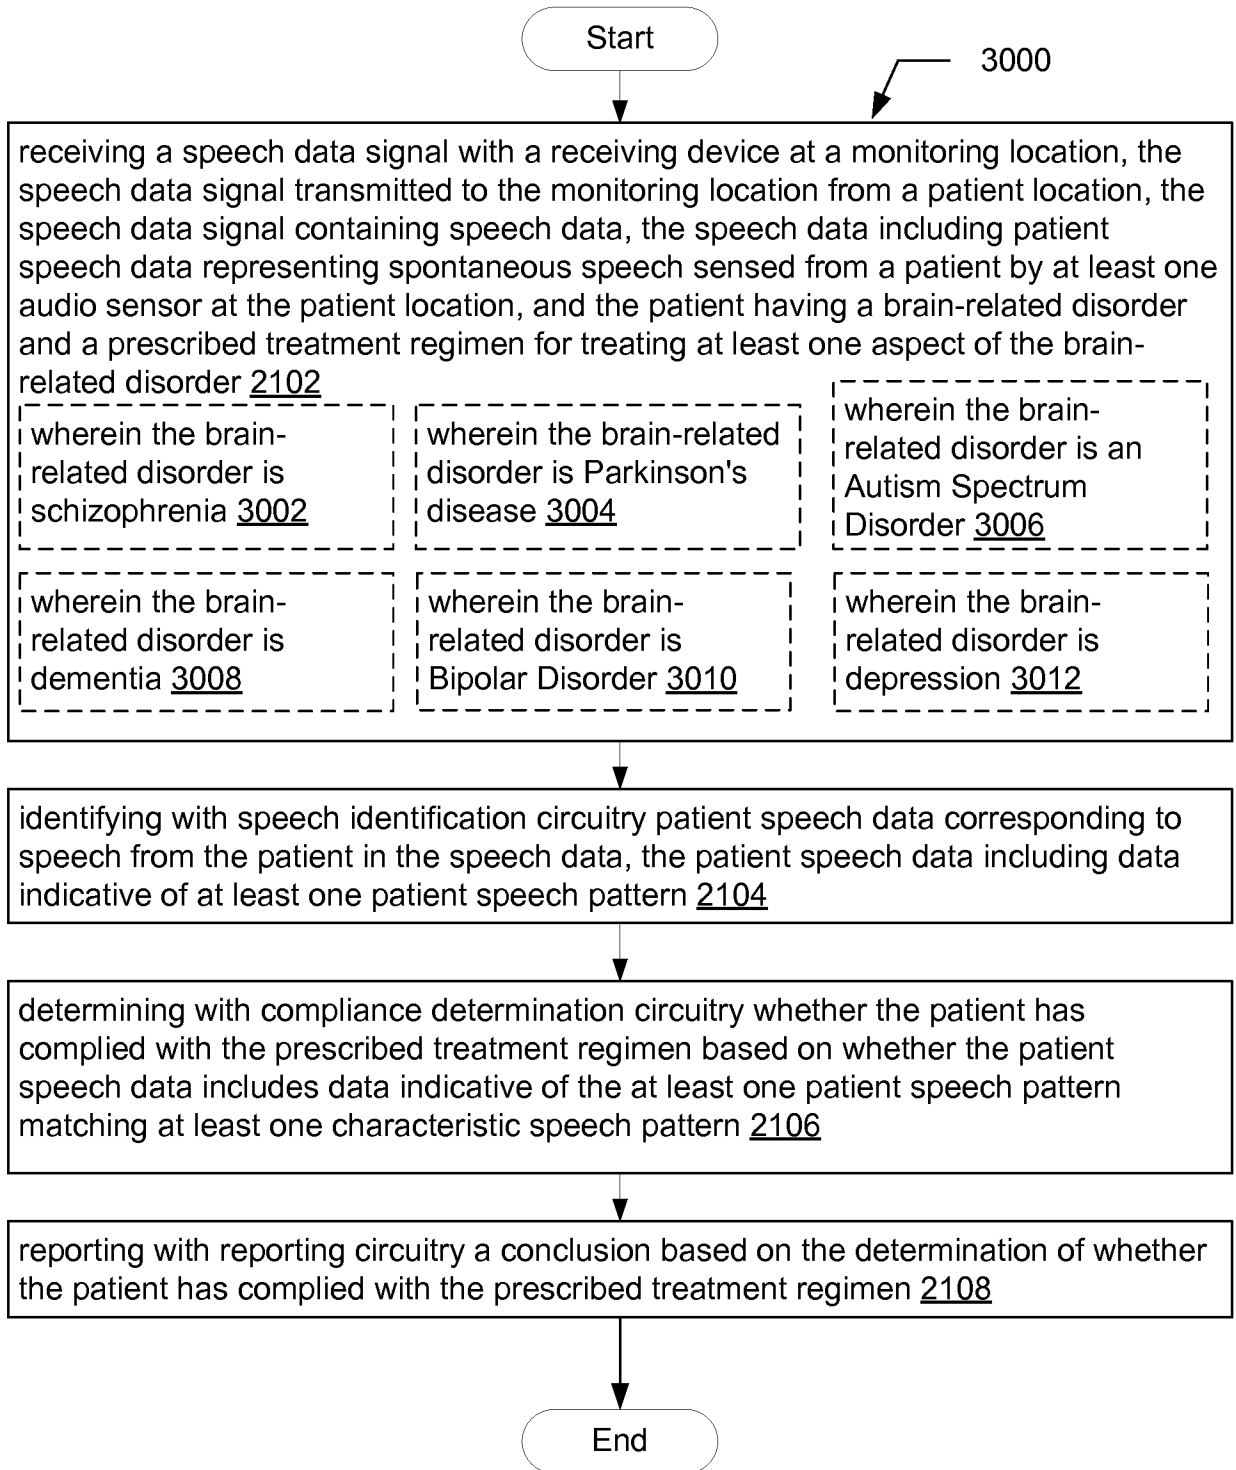 Start
3000
receiving a speech data signal with a receiving device at a monitoring location, the
speech data signal transmitted to the monitoring location from a patient location, the
speech data signal containing speech data, the speech data including patient
speech data representing spontaneous speech sensed from a patient by at least one
audio sensor at the patient location, and the patient having a brain-related disorder
and a prescribed treatment regimen for treating at least one aspect of the brain-
related disorder 2102
wherein the brain-
related disorder is
schizophrenia 3002
wherein the brain-related
disorder is Parkinson's
disease 3004
wherein the brain-
related disorder is an
Autism Spectrum
Disorder 3006
wherein the brain-
related disorder is
dementia 3008
wherein the brain-
related disorder is
Bipolar Disorder 3010
wherein the brain-
related disorder is
depression 3012
identifying with speech identification circuitry patient speech data corresponding to
speech from the patient in the speech data, the patient speech data including data
indicative of at least one patient speech pattern 2104
determining with compliance determination circuitry whether the patient has
complied with the prescribed treatment regimen based on whether the patient
speech data includes data indicative of the at least one patient speech pattern
matching at least one characteristic speech pattern 2106
reporting with reporting circuitry a conclusion based on the determination of whether
the patient has complied with the prescribed treatment regimen 2108
End